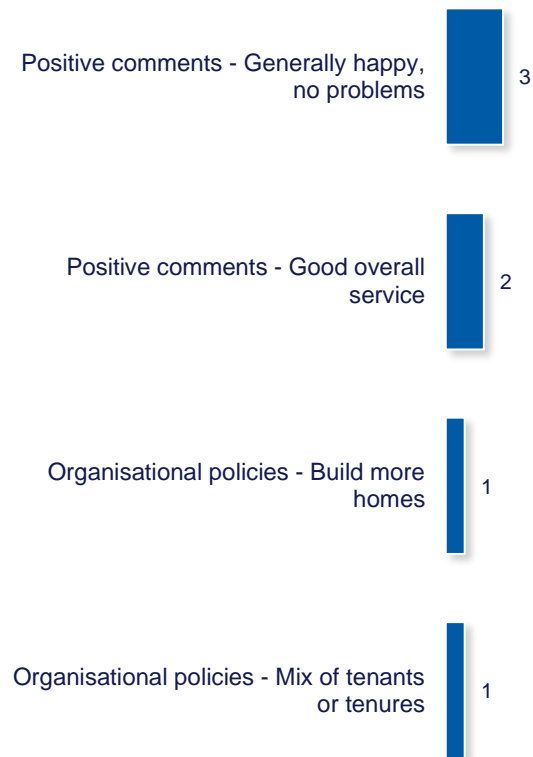 Positive comments - Generally happy,
no problems
3
Positive comments - Good overall
service
2
Organisational policies - Build more
homes
1
Organisational policies - Mix of tenants
or tenures
1